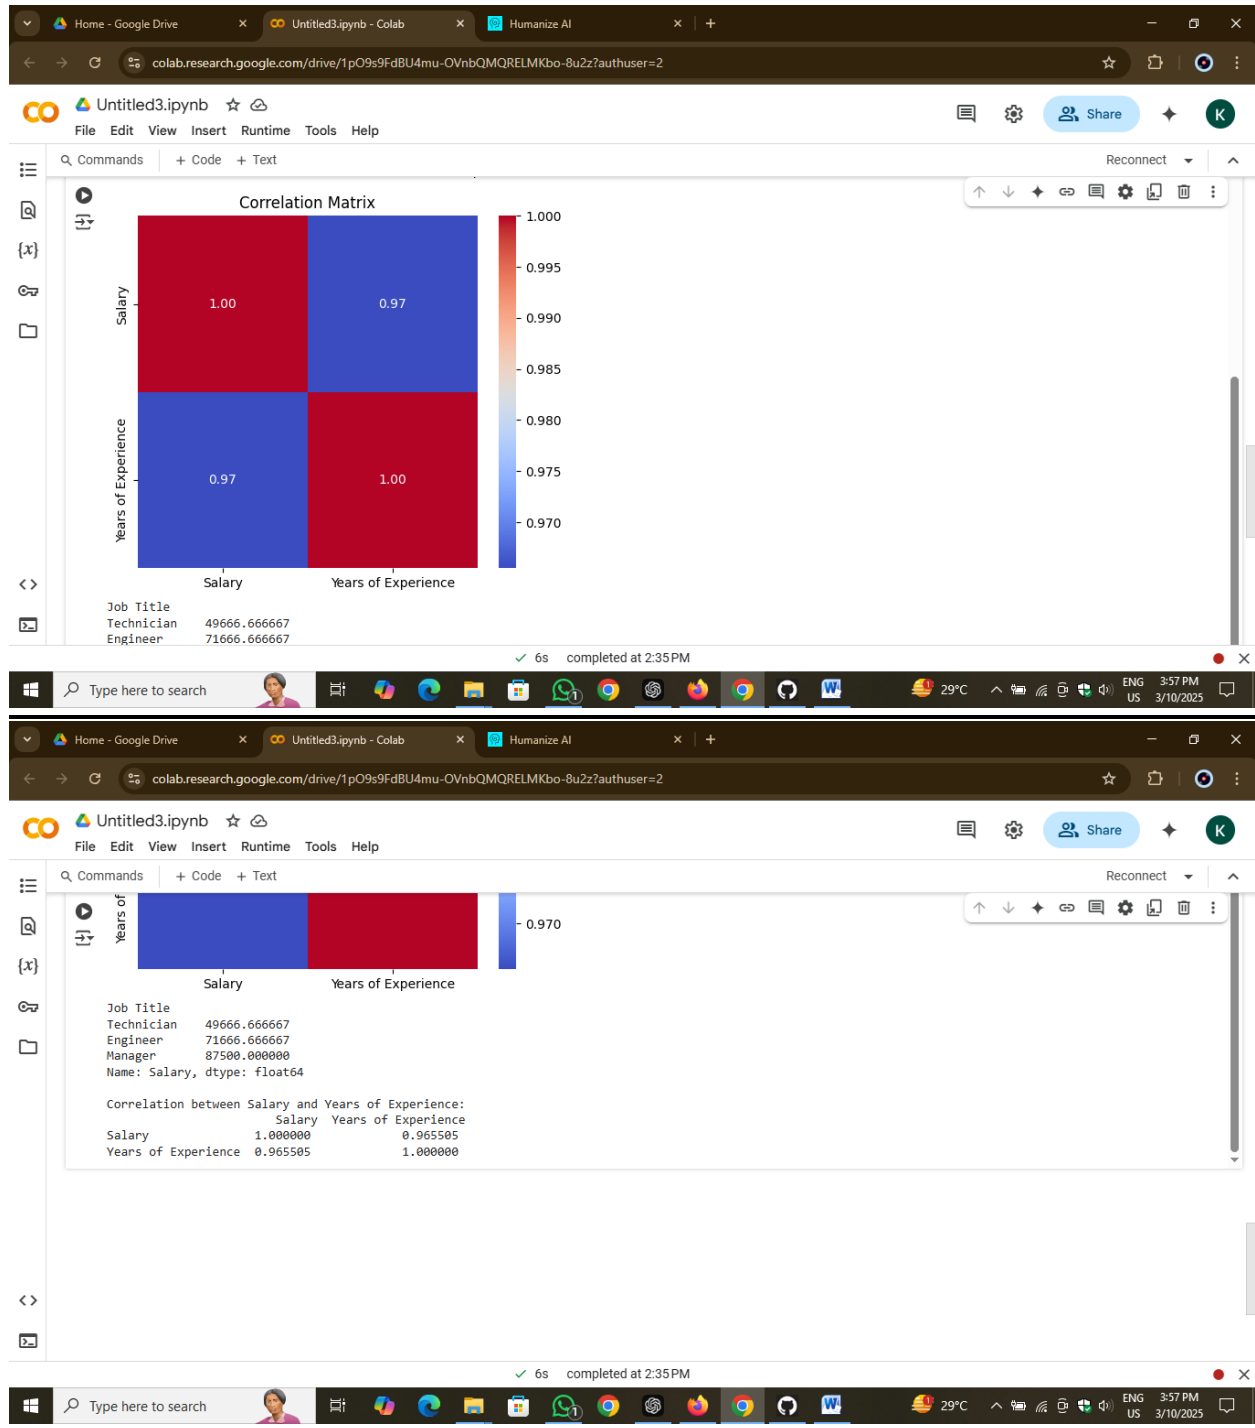 Home - Google Drive
Untitled3.ipynb - Colab
Humanize AI
colab.research.google.com/drive/1pO9s9FdBU4mu-OVnbQMQRELMKbo-8u2z?authuser=2
CO
Untitled3.ipynb
File Edit View Insert Runtime Tools Help
Share
K
Commands + Code + Text
Reconnect
{x}
Correlation Matrix
Salary
Years of Experience
1.00
0.97
0.97
1.00
1.000
0.995
0.990
0.985
0.980
0.975
0.970
Salary
Years of Experience
Job Title
Technician 49666.666667
Engineer 71666.666667
6s completed at 2:35 PM
Type here to search
1
W
1
29°C
ENG
US
3:57 PM
3/10/2025
Home - Google Drive
Untitled3.ipynb - Colab
Humanize AI
colab.research.google.com/drive/1pO9s9FdBU4mu-OVnbQMQRELMKbo-8u2z?authuser=2
CO
Untitled3.ipynb
File Edit View Insert Runtime Tools Help
Share
K
Commands + Code + Text
Reconnect
{x}
Years of
0.970
Salary
Years of Experience
Job Title
Technician 49666.666667
Engineer 71666.666667
Manager 87500.000000
Name: Salary, dtype: float64
Correlation between Salary and Years of Experience:
Salary Years of Experience
Salary 1.000000 0.965505
Years of Experience 0.965505 1.000000
6s completed at 2:35 PM
Type here to search
1
W
1
29°C
ENG
US
3:57 PM
3/10/2025